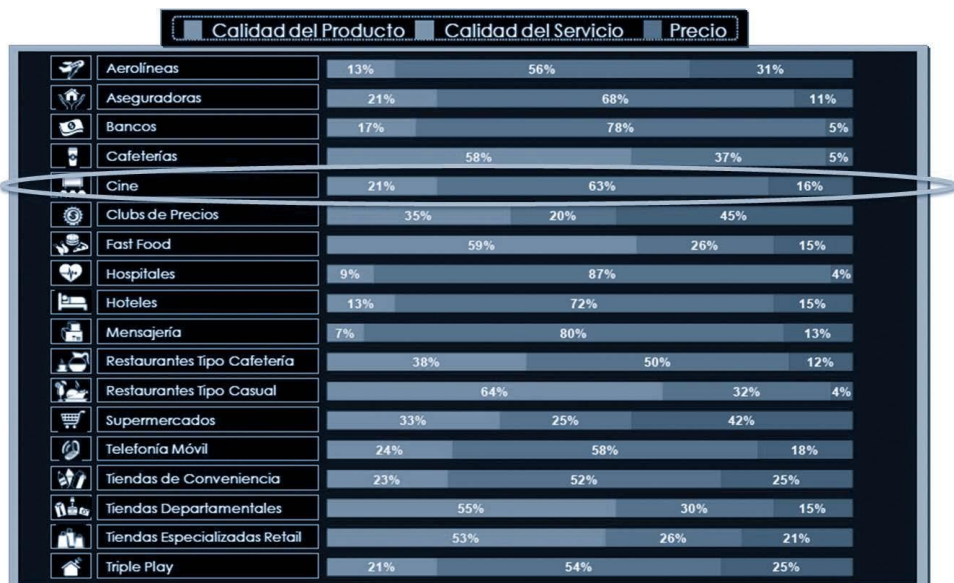 Calidad del Producto Calidad del Servicio Precio
Aerolíneas 13% 56% 31%
Aseguradoras 21% 68% 11%
Bancos 17% 78% 5%
Cafeterías 58% 37% 5%
Cine 21% 63% 16%
Clubs de Precios 35% 20% 45%
Fast Food 59% 26% 15%
Hospitales 9% 87% 4%
Hoteles 13% 72% 15%
Mensajería 7% 80% 13%
Restaurantes Tipo Cafetería 38% 50% 12%
Restaurantes Tipo Casual 64% 32% 4%
Supermercados 33% 25% 42%
Telefonía Móvil 24% 58% 18%
Tiendas de Conveniencia 23% 52% 25%
Tiendas Departamentales 55% 30% 15%
Tiendas Especializadas Retail 53% 26% 21%
Triple Play 21% 54% 25%